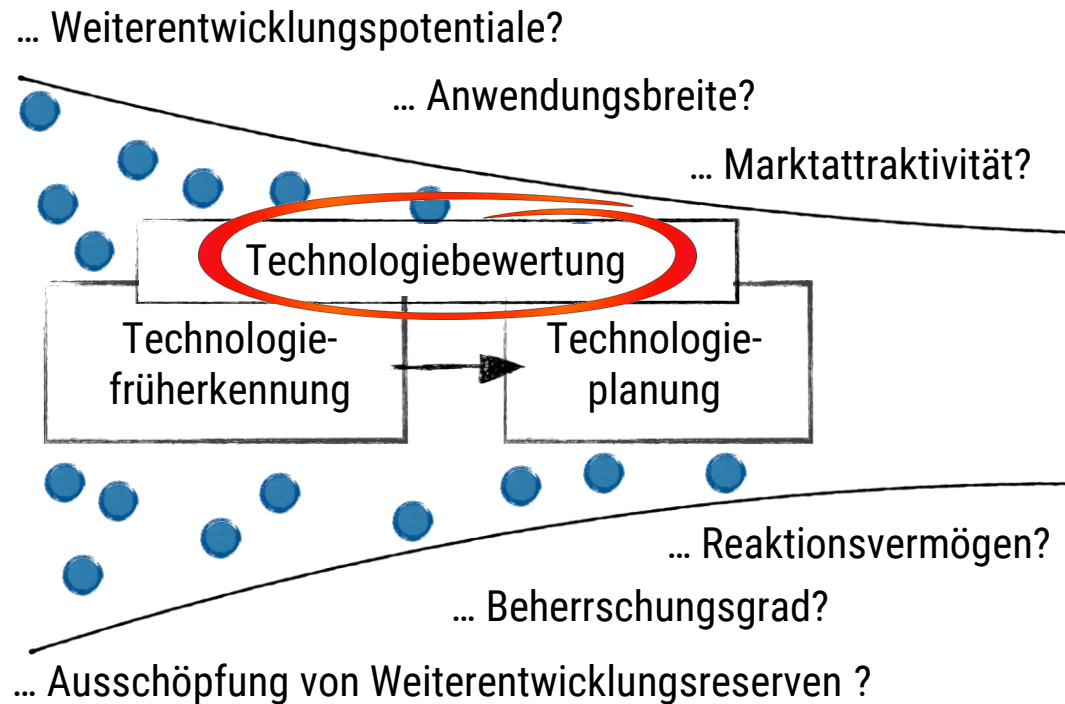 ... Weiterentwicklungspotentiale?
... Anwendungsbreite?
... Marktattraktivität?
Technologiebewertung
Technologie-
früherkennung
Technologie-
planung
... Reaktionsvermögen?
... Beherrschungsgrad?
... Ausschöpfung von Weiterentwicklungsreserven ?